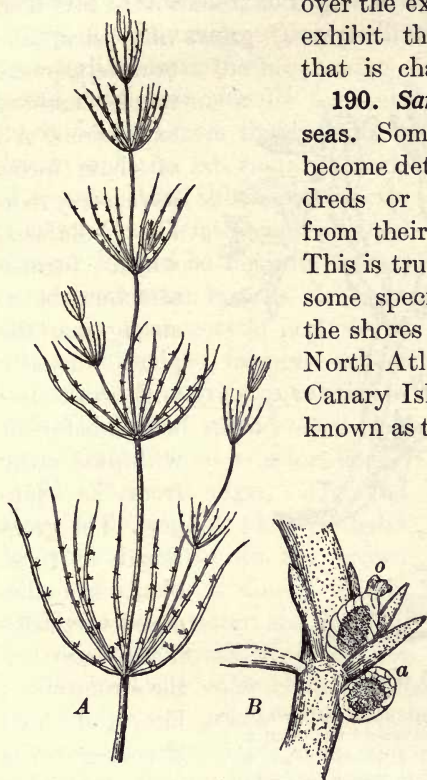 over the ex
exhibit th
that is cha
190. Sar
seas. Som
become det
dreds or
from their
This is tru
some speci
the shores
North Atl
Canary Isl
known as t
o
a
A
B